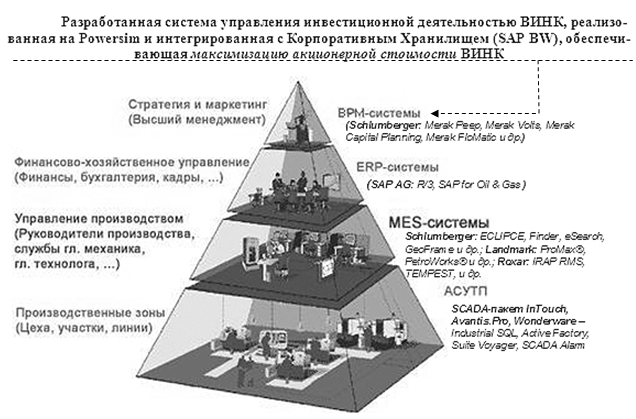 Разработанная система управления инвестиционной деятельностью ВИНК, реализо-
ванная на Powersim и интегрированная с Корпоративным Хранилищем (SAP BW), обеспечи-
вающая максимизацию акционерной стоимости ВИНК
Стратегия и маркетинг
(Высший менеджмент)
BPM-системы
(Schlumberger: Merak Peep, Merak Volts, Merak
Capital Planning, Merak FloMatic и др.)
Финансово-хозяйственное управление
(Финансы, бухгалтерия, кадры, ...)
ERP-системы
(SAP AG: R/3, SAP for Oil & Gas)
Управление производством
(Руководители производства,
службы гл. механика,
гл. технолога, ...)
MES-системы
Schlumberger: ECLIPCE, Finder, eSearch,
GeoFrame и др.; Landmark: ProMax®,
PetroWorks® и др.; Roxar: IRAP RMS,
TEMPEST, и др.
Производственные зоны
(Цеха, участки, линии)
АСУТП
SCADA-пакет InTouch,
Avantis.Pro, Wonderware –
Industrial SQL, Active Factory,
Suite Voyager, SCADA Alarm